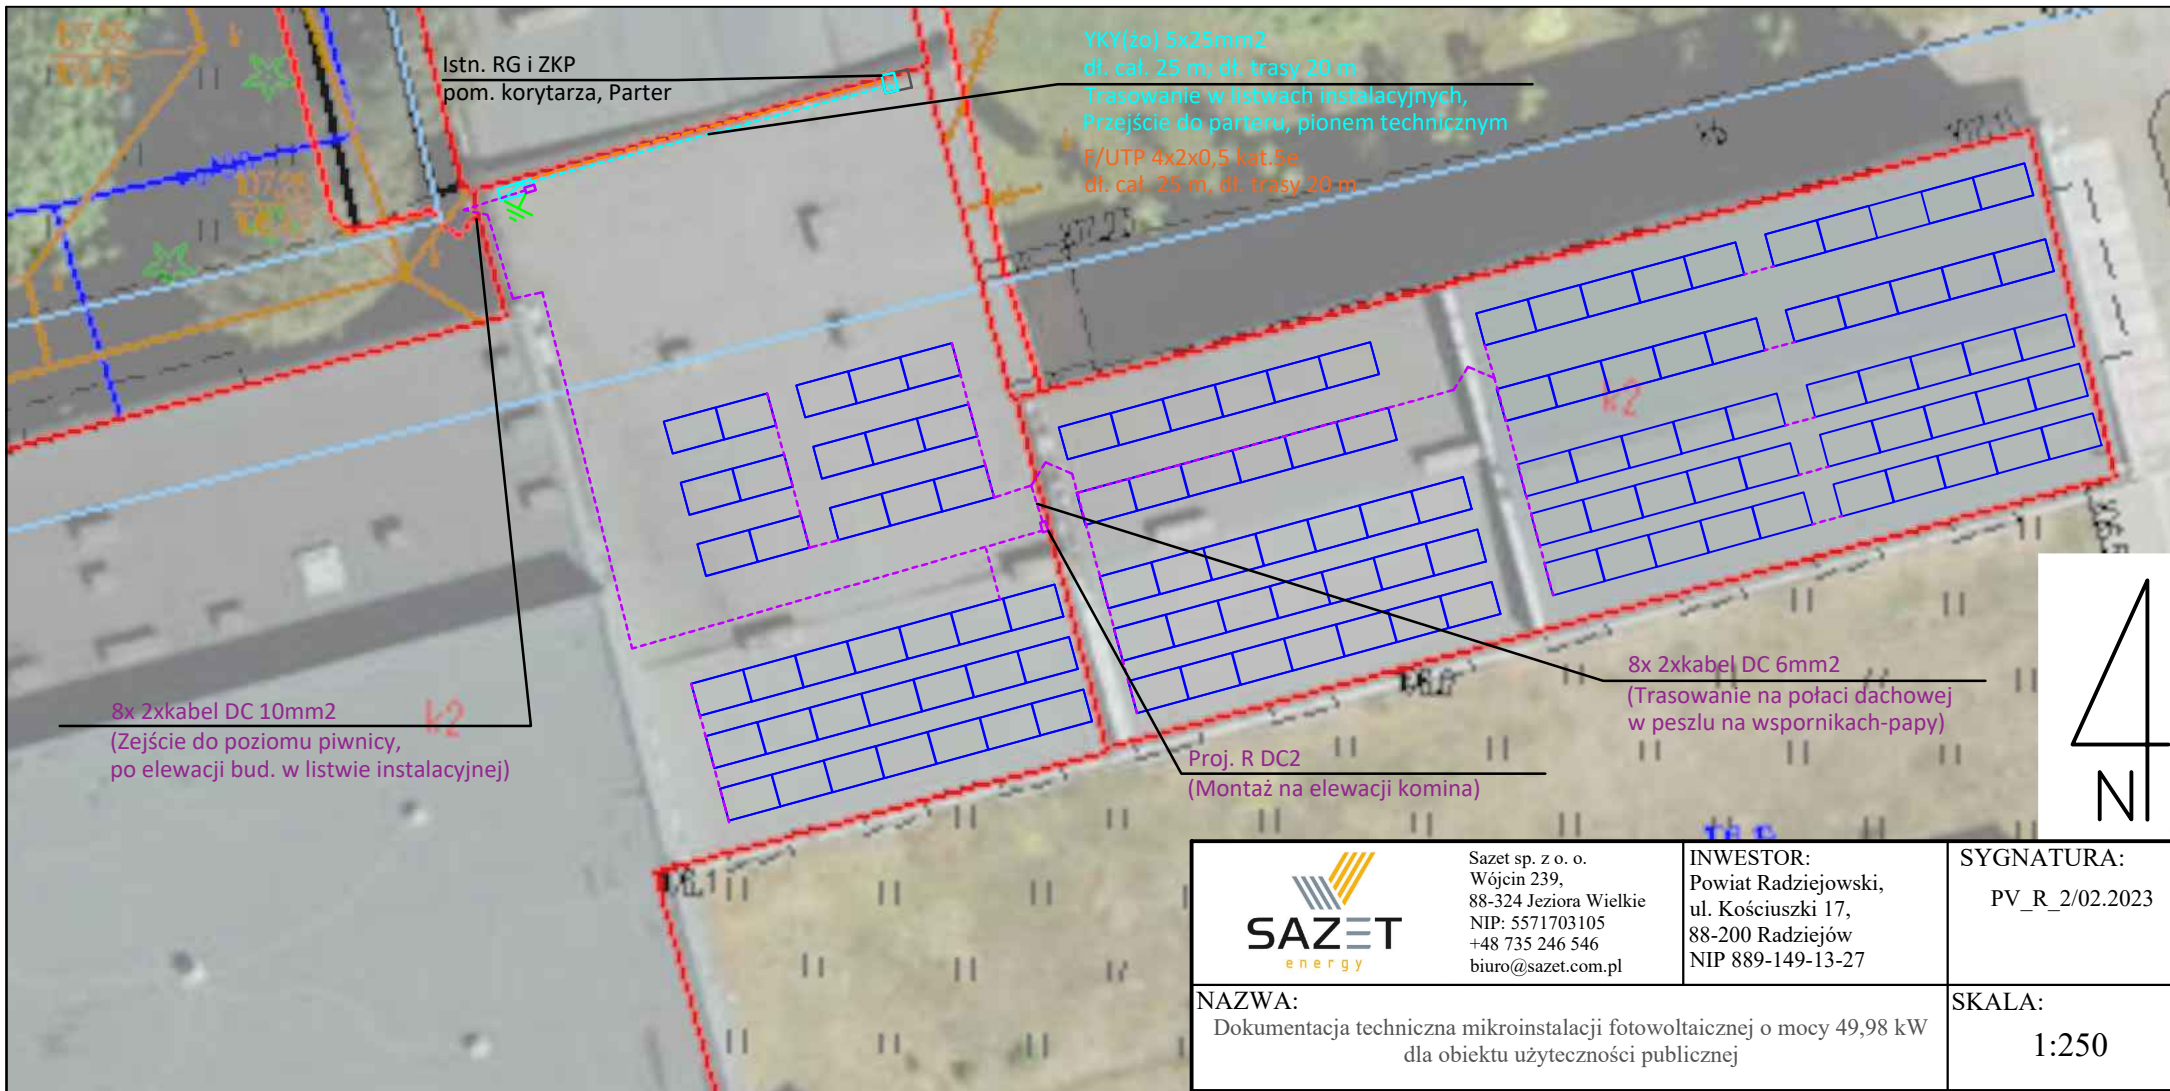 Istn. RG i ZKP
pom. korytarza, Parter
YKY(żo) 5x25mm2
dł. cał. 25 m; dł. trasy 20 m
Trasowanie w listwach instalacyjnych,
Przejście do parteru, pionem technicznym
F/UTP 4x2x0,5 kat.5e
dł. cał. 25 m, dł. trasy 20 m
k2
8x 2xkabel DC 6mm2
(Trasowanie na połaci dachowej
w peszlu na wspornikach-papy)
8x 2xkabel DC 10mm2
(Zejście do poziomu piwnicy,
po elewacji bud. w listwie instalacyjnej)
k2
Proj. R DC2
(Montaż na elewacji komina)
N
SAZET
energy
Sazet sp. z o. o.
Wójcin 239,
88-324 Jeziora Wielkie
NIP: 5571703105
+48 735 246 546
biuro@sazet.com.pl
INWESTOR:
Powiat Radziejowski,
ul. Kościuszki 17,
88-200 Radziejów
NIP 889-149-13-27
SYGNATURA:
PV_R_2/02.2023
NAZWA:
Dokumentacja techniczna mikroinstalacji fotowoltaicznej o mocy 49,98 kW
dla obiektu użyteczności publicznej
SKALA:
1:250